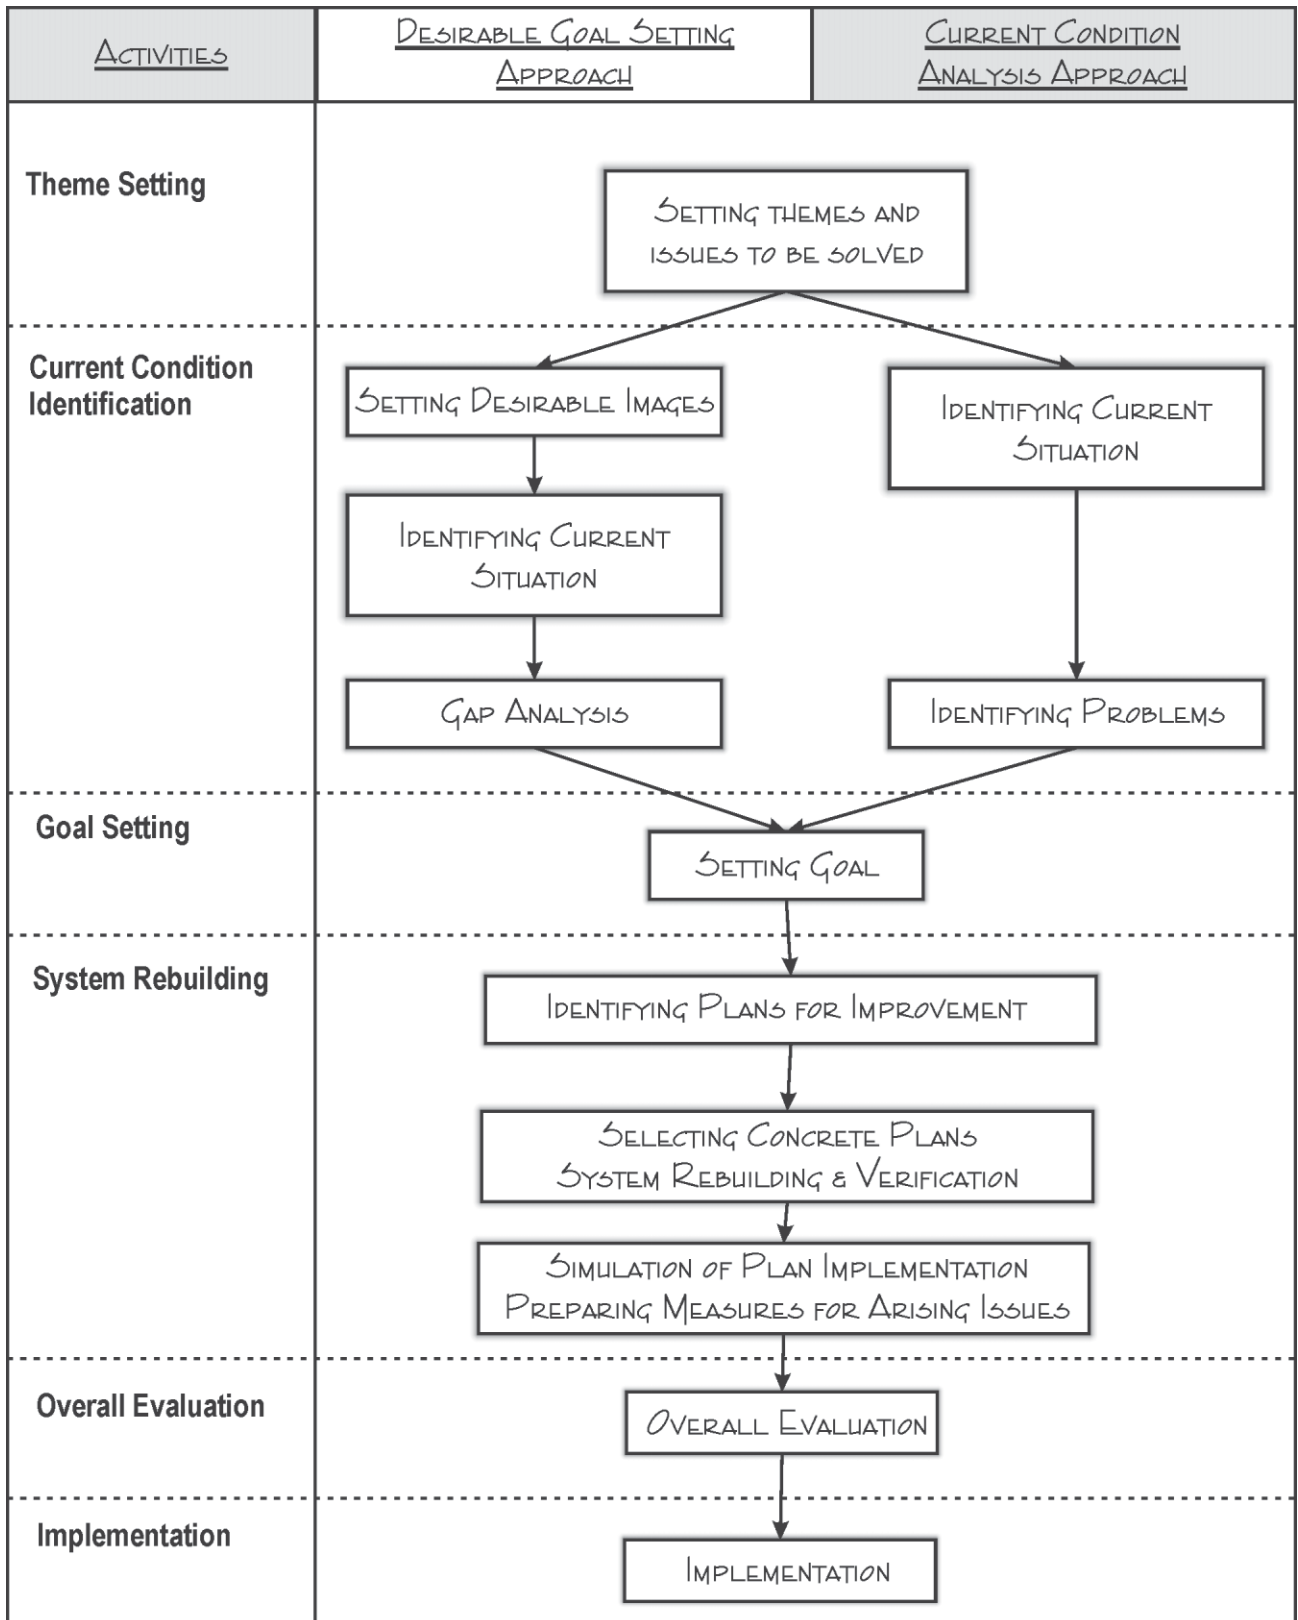 Activities
Desirable Goal Setting
Approach
Current Condition
Analysis Approach
Theme Setting
Setting themes and
issues to be solved
Current Condition
Identification
Setting Desirable Images
Identifying Current
Situation
Identifying Current
Situation
Gap Analysis
Identifying Problems
Goal Setting
Setting Goal
System Rebuilding
Identifying Plans for Improvement
Selecting Concrete Plans
System Rebuilding & Verification
Simulation of Plan Implementation
Preparing Measures for Arising Issues
Overall Evaluation
Overall Evaluation
Implementation
Implementation